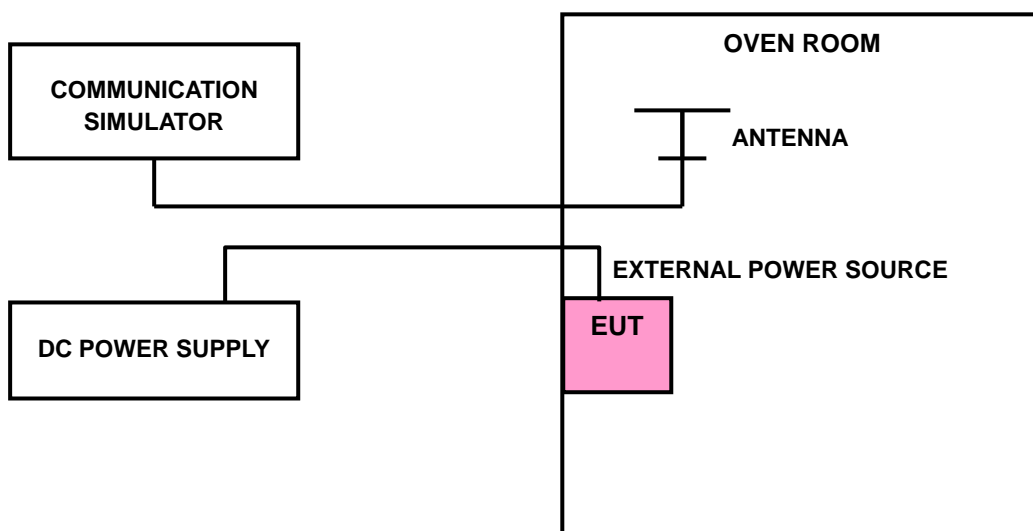 OVEN ROOM
COMMUNICATION
SIMULATOR
ANTENNA
EXTERNAL POWER SOURCE
EUT
DC POWER SUPPLY